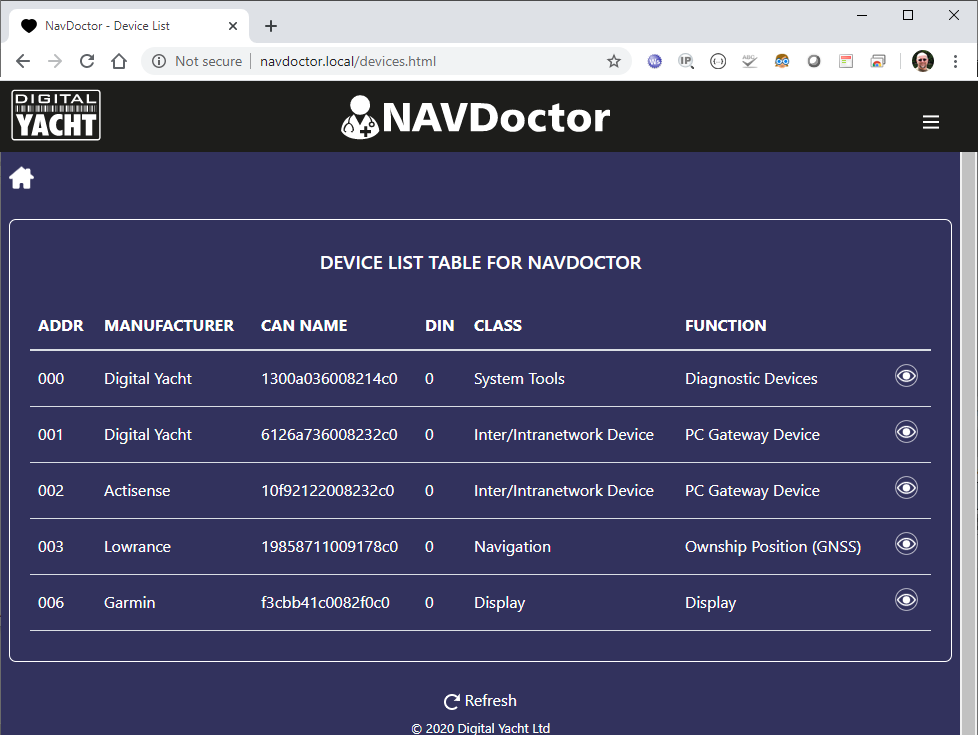 NavDoctor - Device List
Not secure navdoctor.local/devices.html
DIGITAL
YACHT
NAVDoctor
DEVICE LIST TABLE FOR NAVDOCTOR
ADDR MANUFACTURER CAN NAME DIN CLASS FUNCTION
000 Digital Yacht 1300a036008214c0 0 System Tools Diagnostic Devices
001 Digital Yacht 6126a736008232c0 0 Inter/Intranetwork Device PC Gateway Device
002 Actisense 10f92122008232c0 0 Inter/Intranetwork Device PC Gateway Device
003 Lowrance 19858711009178c0 0 Navigation Ownship Position (GNSS)
006 Garmin f3cbb41c0082f0c0 0 Display Display
Refresh
© 2020 Digital Yacht Ltd